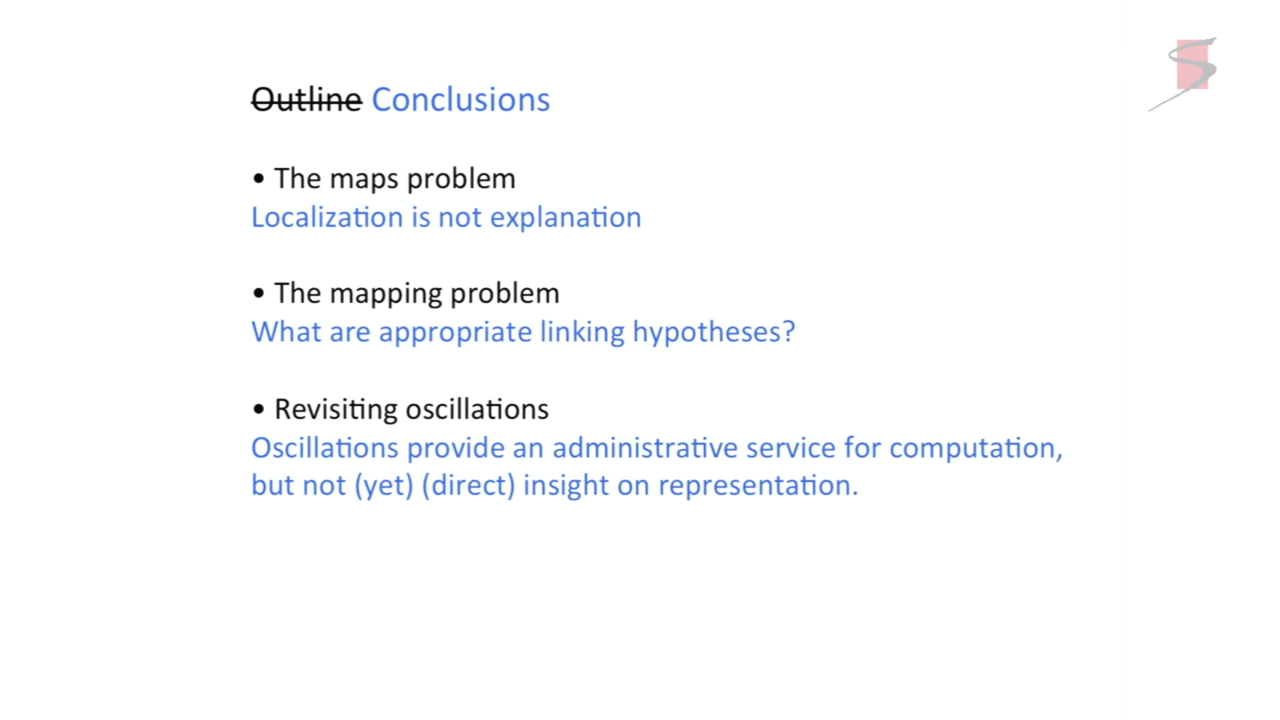 Outline Conclusions
• The maps problem
Localization is not explanation
• The mapping problem
What are appropriate linking hypotheses?
• Revisiting oscillations
Oscillations provide an administrative service for computation,
but not (yet) (direct) insight on representation.